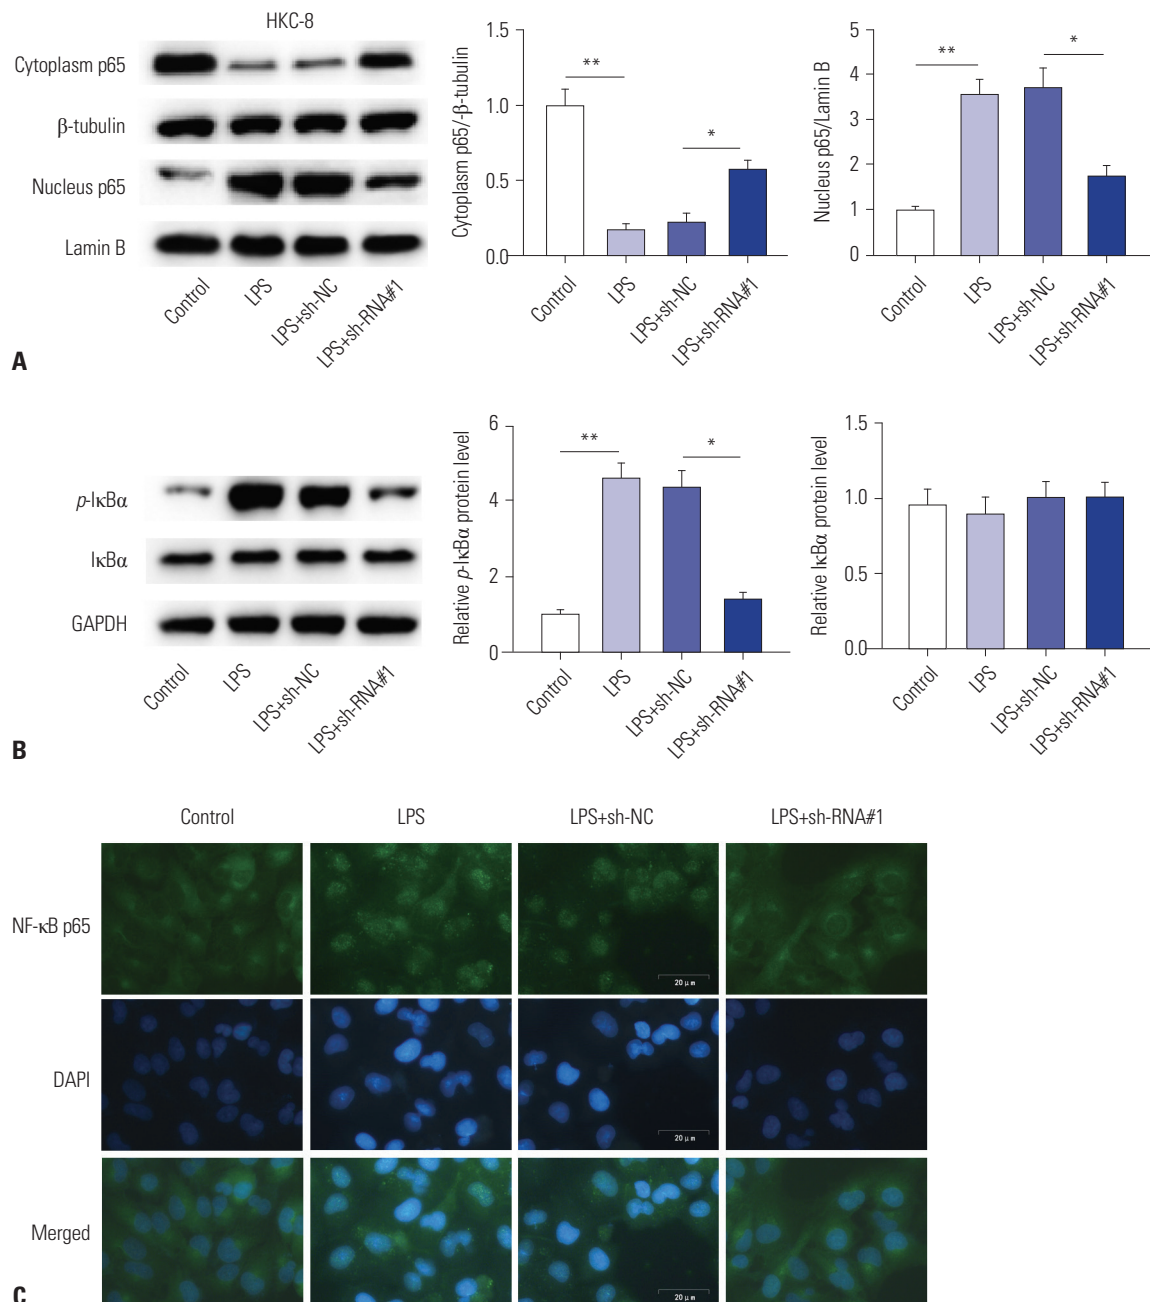 HKC-8
Cytoplasm p65
β-tubulin
Nucleus p65
Lamin B
Control
LPS
LPS+sh-NC
LPS+sh-RNA#1
Cytoplasm p65/-β-tubulin
1.5
1.0
0.5
0.0
**
*
Control
LPS
LPS+sh-NC
LPS+sh-RNA#1
Nucleus p65/Lamin B
5
4
3
2
1
0
**
*
Control
LPS
LPS+sh-NC
LPS+sh-RNA#1
A
p-IκBα
IκBα
GAPDH
Control
LPS
LPS+sh-NC
LPS+sh-RNA#1
Relative p-IκBα protein level
6
4
2
0
**
*
Control
LPS
LPS+sh-NC
LPS+sh-RNA#1
Relative IκBα protein level
1.5
1.0
0.5
0.0
Control
LPS
LPS+sh-NC
LPS+sh-RNA#1
B
Control
LPS
LPS+sh-NC
LPS+sh-RNA#1
NF-κB p65
20 μm
DAPI
20 μm
Merged
20 μm
C